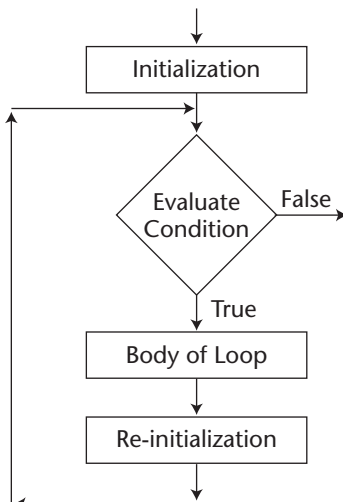 Initialization
Evaluate
Condition
False
True
Body of Loop
Re-initialization